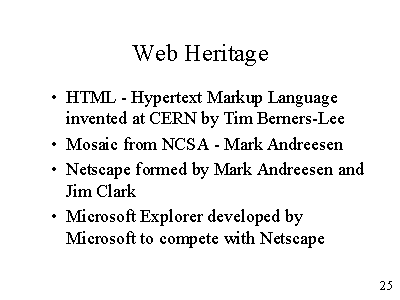 Web Heritage
• HTML - Hypertext Markup Language
invented at CERN by Tim Berners-Lee
• Mosaic from NCSA - Mark Andreesen
• Netscape formed by Mark Andreesen and
Jim Clark
• Microsoft Explorer developed by
Microsoft to compete with Netscape
25